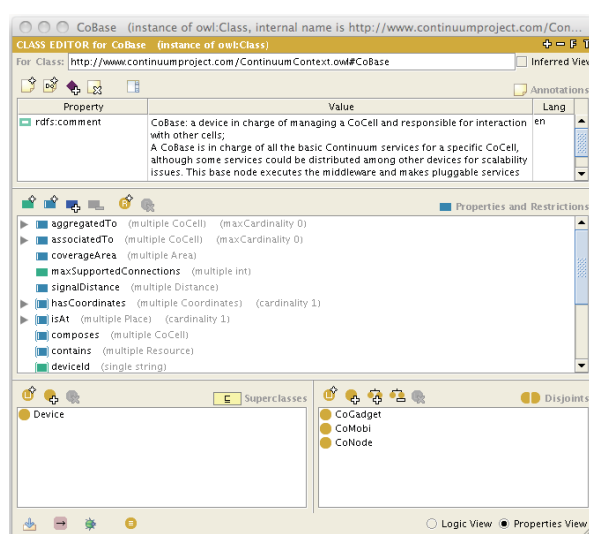 CoBase (instance of owl:Class, internal name is http://www.continuumproject.com/Con...
CLASS EDITOR for CoBase (instance of owl:Class)
For Class: http://www.continuumproject.com/ContinuumContext.owl#CoBase Inferred View
Annotations
Property Value Lang
rdfs:comment CoBase: a device in charge of managing a CoCell and responsible for interaction en
with other cells;
A CoBase is in charge of all the basic Continuum services for a specific CoCell,
although some services could be distributed among other devices for scalability
issues. This base node executes the middleware and makes pluggable services
Properties and Restrictions
aggregatedTo (multiple CoCell) (maxCardinality 0)
associatedTo (multiple CoCell) (maxCardinality 0)
coverageArea (multiple Area)
maxSupportedConnections (multiple int)
signalDistance (multiple Distance)
hasCoordinates (multiple Coordinates) (cardinality 1)
isAt (multiple Place) (cardinality 1)
composes (multiple CoCell)
contains (multiple Resource)
deviceId (single string)
Superclasses
Device
Disjoints
CoGadget
CoMobi
CoNode
Logic View Properties View